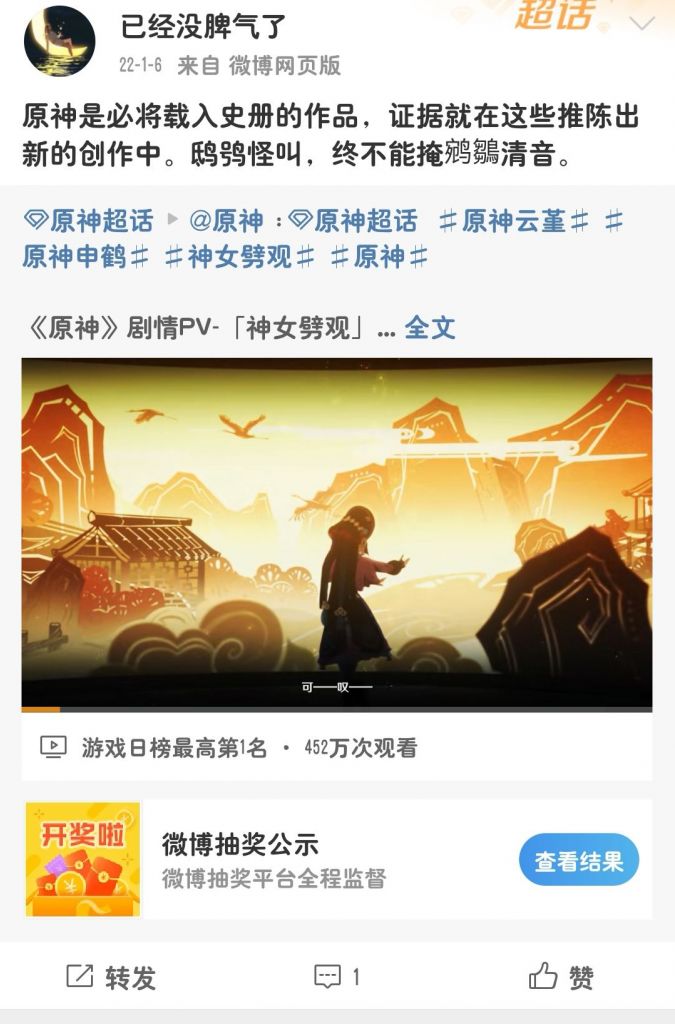 已经没脾气了
超话
22-1-6 来自 微博网页版
原神是必将载入史册的作品，证据就在这些推陈出
新的创作中。鸱鸮怪叫，终不能掩鹓鶵清音。
原神超话 @原神：原神超话 #原神云堇# #
原神申鹤# #神女劈观# #原神#
《原神》剧情PV-「神女劈观」... 全文
可——叹——
游戏日榜最高第1名 · 452万次观看
开奖啦
微博抽奖公示
微博抽奖平台全程监督
查看结果
转发 1 赞